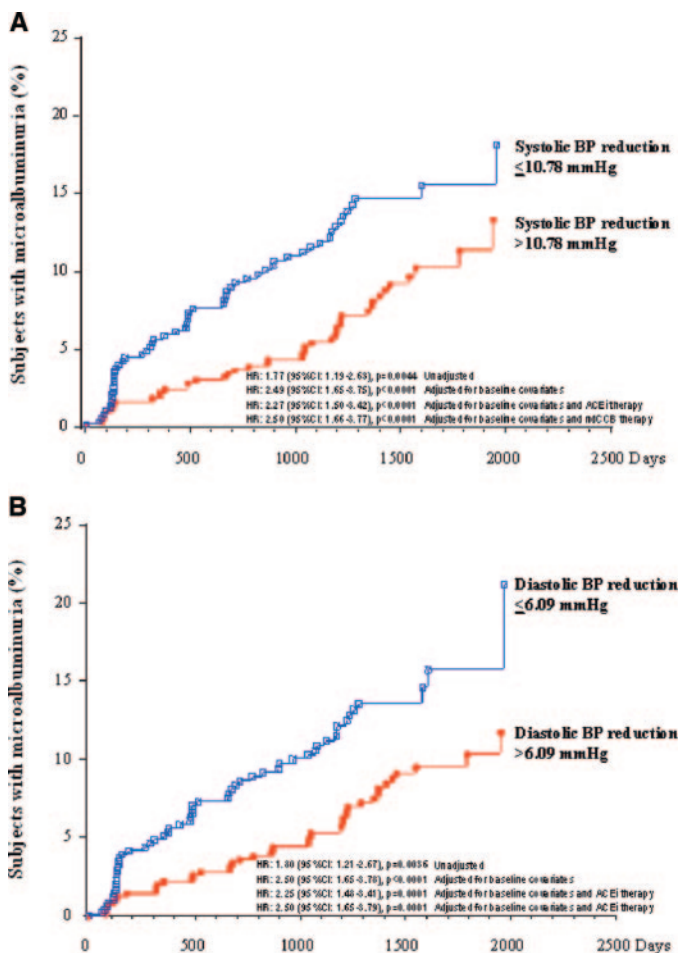 A
Subjects with microalbuminuria (%)
25
20
15
10
5
0
Systolic BP reduction
≤10.78 mmHg
Systolic BP reduction
>10.78 mmHg
HR: 1.77 (95%CI: 1.19-2.63), p=0.0044 Unadjusted
HR: 2.49 (95%CI: 1.65-3.75), p<0.0001 Adjusted for baseline covariates
HR: 2.27 (95%CI: 1.50-3.42), p<0.0001 Adjusted for baseline covariates and ACEi therapy
HR: 2.50 (95%CI: 1.66-3.77), p<0.0001 Adjusted for baseline covariates and ndCCB therapy
0 500 1000 1500 2000 2500 Days
B
Subjects with microalbuminuria (%)
25
20
15
10
5
0
Diastolic BP reduction
≤6.09 mmHg
Diastolic BP reduction
>6.09 mmHg
HR: 1.80 (95%CI: 1.21-2.67), p=0.0036 Unadjusted
HR: 2.50 (95%CI: 1.65-3.78), p<0.0001 Adjusted for baseline covariates
HR: 2.25 (95%CI: 1.48-3.41), p=0.0001 Adjusted for baseline covariates and ACEi therapy
HR: 2.50 (95%CI: 1.65-3.79), p=0.0001 Adjusted for baseline covariates and ACEi therapy
0 500 1000 1500 2000 2500 Days